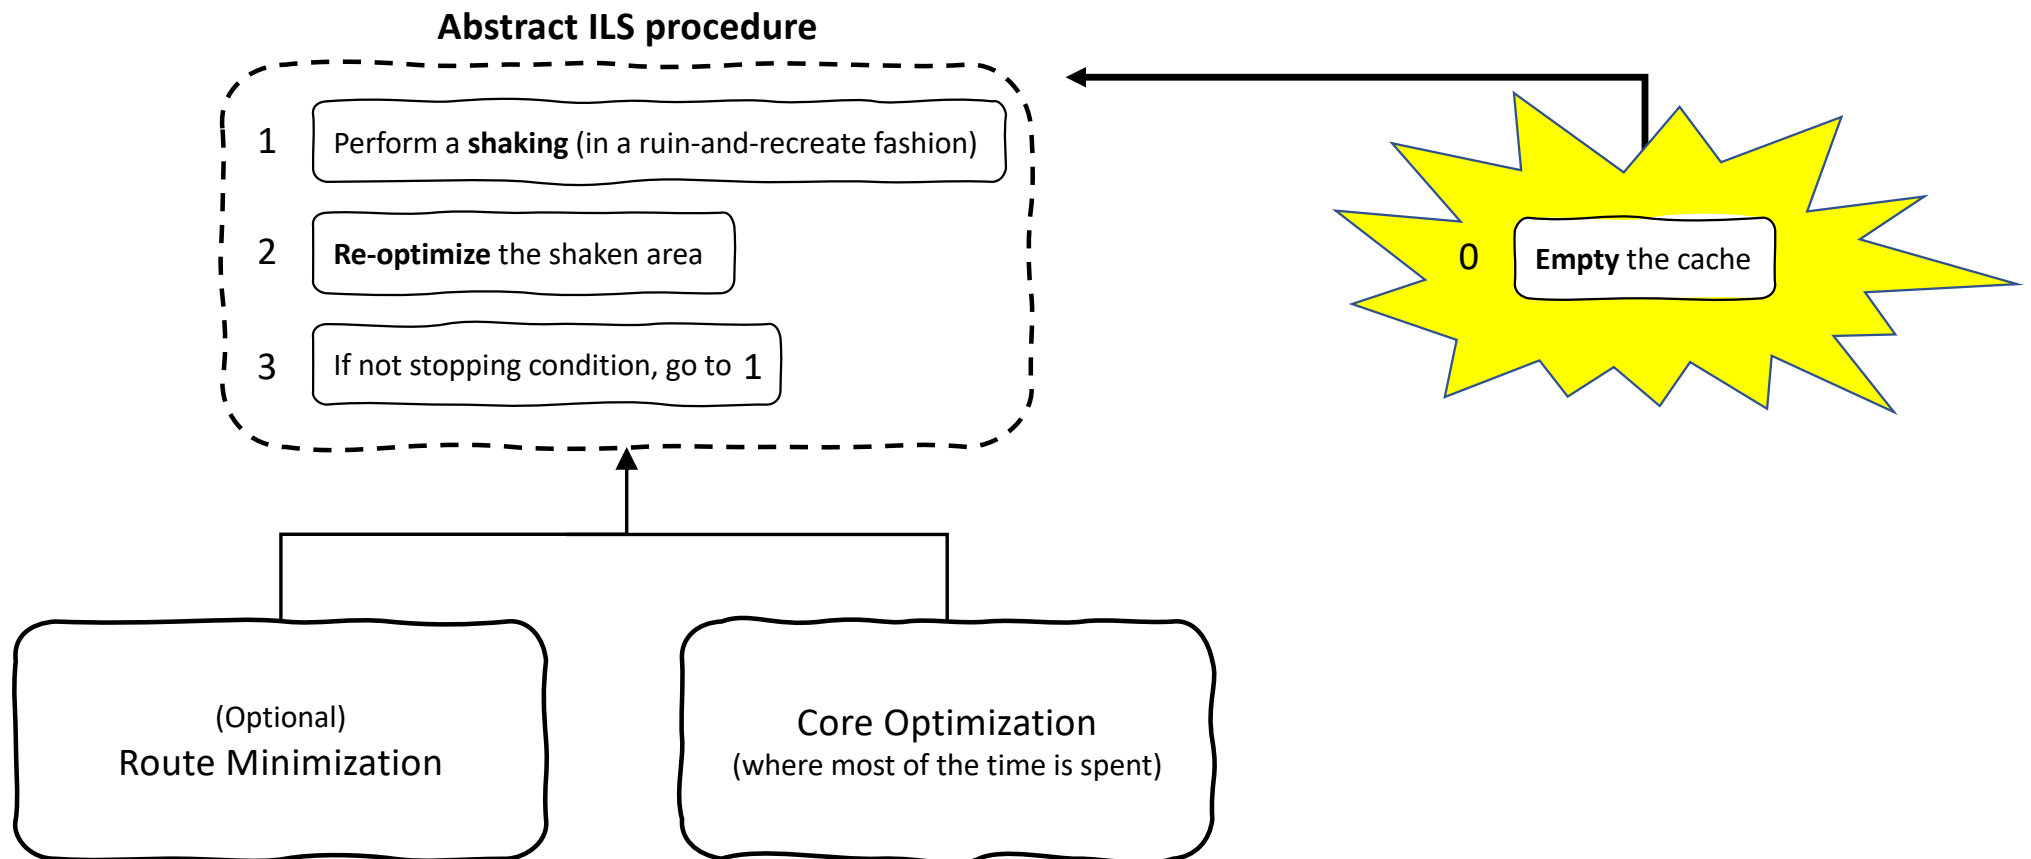 Abstract ILS procedure
1 Perform a shaking (in a ruin-and-recreate fashion)
2 Re-optimize the shaken area
3 If not stopping condition, go to 1
0 Empty the cache
(Optional)
Route Minimization
Core Optimization
(where most of the time is spent)